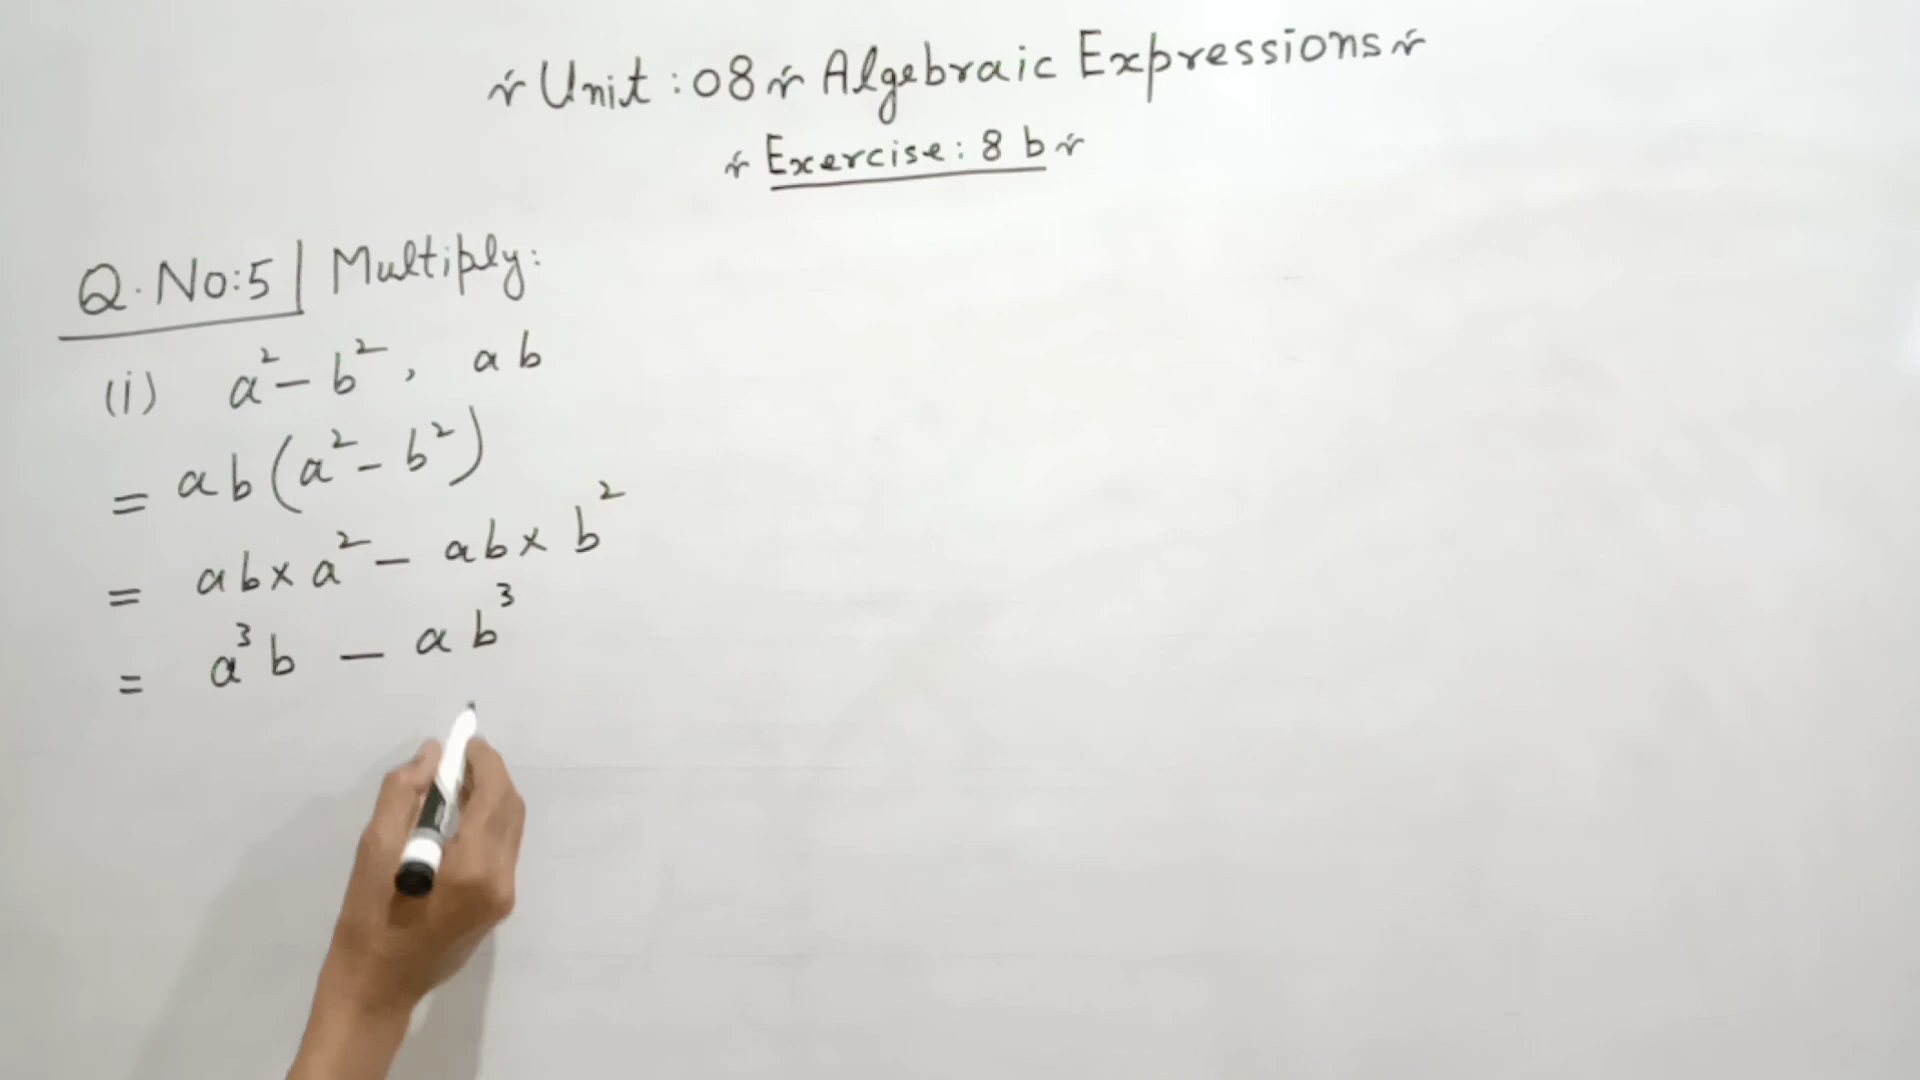 Unit : 08 Algebraic Expressions
Exercise: 8 b
Q. No:5 | Multiply:
(i) a² - b², ab
= ab(a² - b²)
= ab × a² - ab × b²
= a³b - ab³